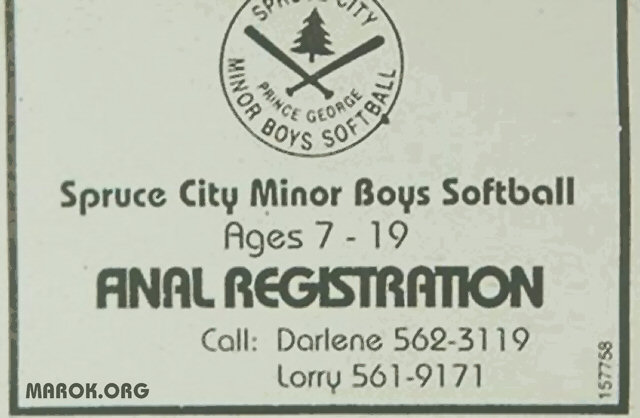 SPRUCE CITY
PRINCE GEORGE
MINOR BOYS SOFTBALL
Spruce City Minor Boys Softball
Ages 7 - 19
FINAL REGISTRATION
Call: Darlene 562-3119
Lorry 561-9171
157758
MAROK.ORG